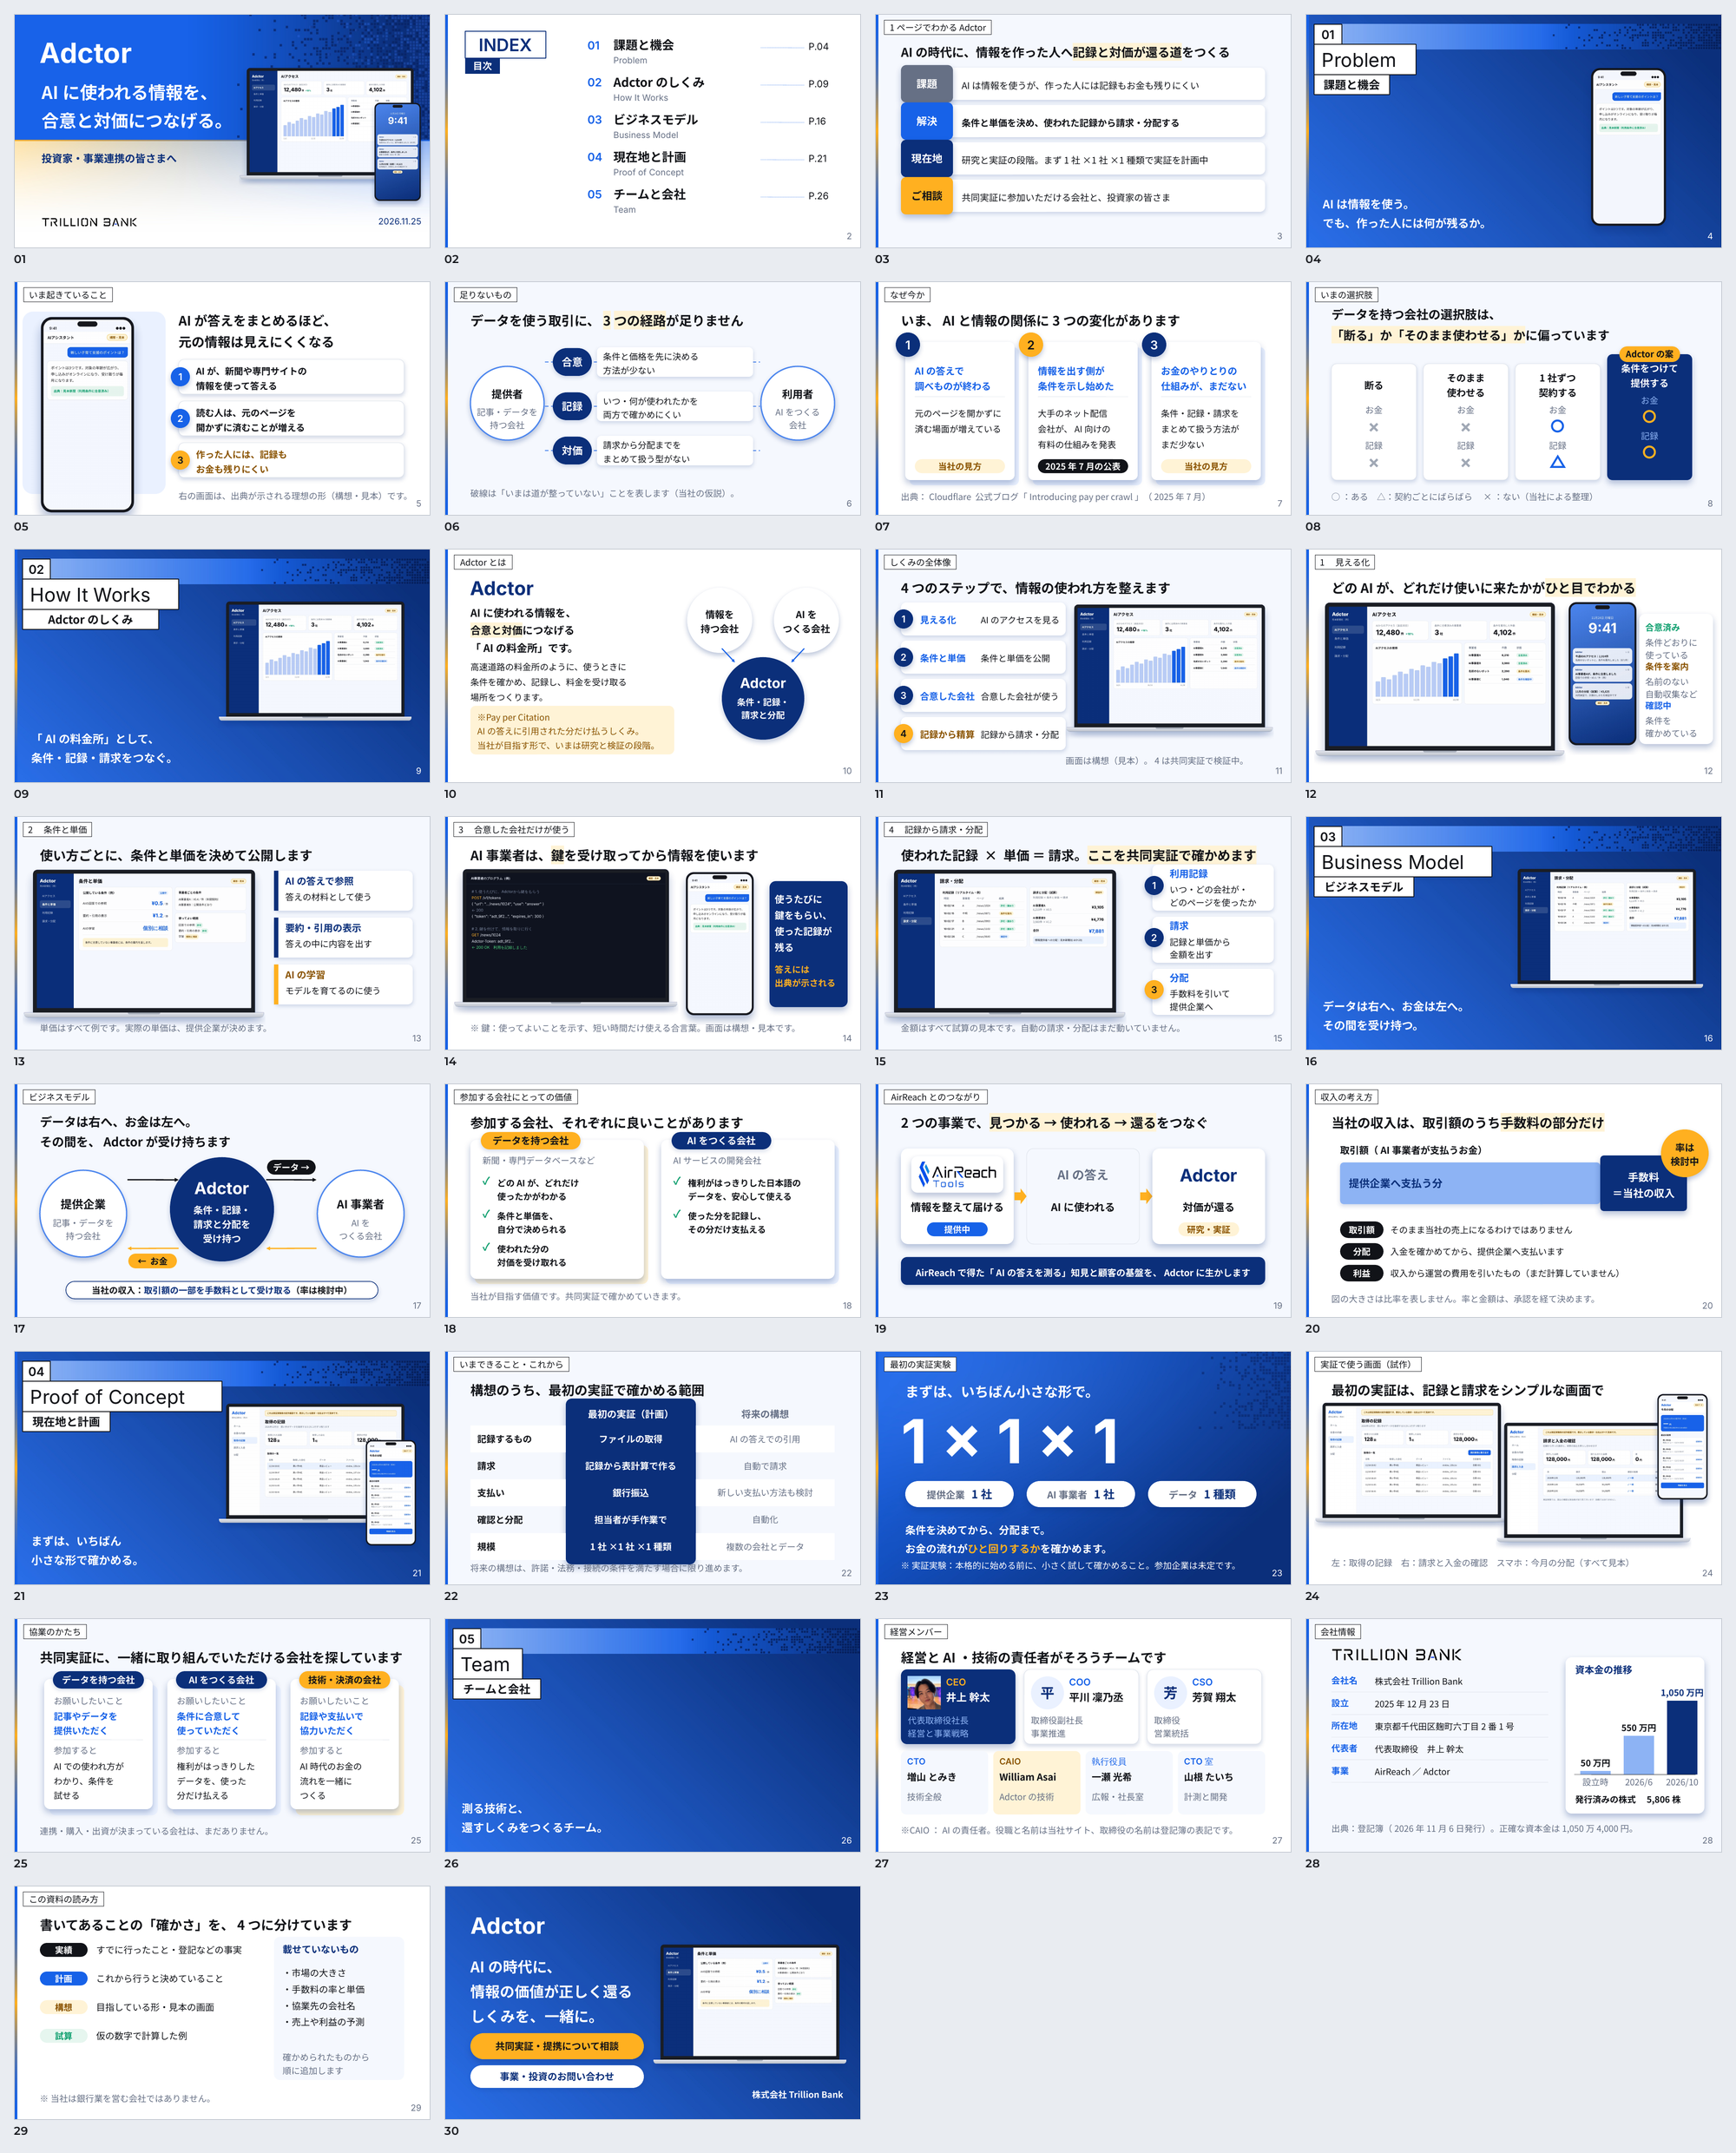 Adctor
AI に使われる情報を、
合意と対価につなげる。
投資家・事業連携の皆さまへ
TRILLION BANK
2026.11.25
01
INDEX
目次
01 課題と機会 P.04
Problem
02 Adctor のしくみ P.09
How It Works
03 ビジネスモデル P.16
Business Model
04 現在地と計画 P.21
Proof of Concept
05 チームと会社 P.26
Team
2
02
1 ページでわかる Adctor
AI の時代に、情報を作った人へ記録と対価が還る道をつくる
課題 AI は情報を使うが、作った人には記録もお金も残りにくい
解決 条件と単価を決め、使われた記録から請求・分配する
現在地 研究と実証の段階。まず 1 社 ×1 社 ×1 種類で実証を計画中
ご相談 共同実証に参加いただける会社と、投資家の皆さま
3
03
01
Problem
課題と機会
AI は情報を使う。
でも、作った人には何が残るか。
4
04
いま起きていること
AI が答えをまとめるほど、
元の情報は見えにくくなる
1 AI が、新聞や専門サイトの
情報を使って答える
2 読む人は、元のページを
開かずに済むことが増える
3 作った人には、記録も
お金も残りにくい
右の画面は、出典が示される理想の形（構想・見本）です。
5
05
足りないもの
データを使う取引に、3 つの経路が足りません
提供者
記事・データを
持つ会社
合意 条件と価格を先に決める
方法が少ない
記録 いつ・何が使われたかを
両方で確かめにくい
対価 請求から分配までを
まとめて扱う型がない
利用者
AI をつくる
会社
破線は「いまは道が整っていない」ことを表します（当社の仮説）。
6
06
なぜ今か
いま、AI と情報の関係に 3 つの変化があります
1
AI の答えで
調べものが終わる
元のページを開かずに
済む場面が増えている
当社の見方
2
情報を出す側が
条件を示し始めた
大手のネット配信
会社が、AI 向けの
有料の仕組みを発表
2025 年 7 月の公表
3
お金のやりとりの
仕組みが、まだない
条件・記録・請求を
まとめて扱う方法が
まだ少ない
当社の見方
出典： Cloudflare 公式ブログ「 Introducing pay per crawl 」（ 2025 年 7 月）
7
07
いまの選択肢
データを持つ会社の選択肢は、
「断る」か「そのまま使わせる」かに偏っています
断る
お金
×
記録
×
そのまま
使わせる
お金
×
記録
×
1 社ずつ
契約する
お金
○
記録
△
Adctor の案
条件をつけて
提供する
お金
○
記録
○
○：ある △：契約ごとにばらばら ×：ない（当社による整理）
8
08
02
How It Works
Adctor のしくみ
「 AI の料金所」として、
条件・記録・請求をつなぐ。
9
09
Adctor とは
Adctor
AI に使われる情報を、
合意と対価につなげる
「 AI の料金所」です。
高速道路の料金所のように、使うときに
条件を確かめ、記録し、料金を受け取る
場所をつくります。
※Pay per Citation
AI の答えに引用された分だけ払うしくみ。
当社が目指す形で、いまは研究と検証の段階。
情報を
持つ会社
AI を
つくる会社
Adctor
条件・記録・
請求と分配
10
10
しくみの全体像
4 つのステップで、情報の使われ方を整えます
1 見える化 AI のアクセスを見る
2 条件と単価 条件と単価を公開
3 合意した会社 合意した会社が使う
4 記録から精算 記録から請求・分配
画面は構想（見本）。 4 は共同実証で検証中。
11
11
1 見える化
どの AI が、どれだけ使いに来たかがひと目でわかる
Adctor
AIアクセス
12,480
3
4,102
9:41
合意済み
条件どおりに
使っている
条件を案内
名前のない
自動収集など
確認中
条件を
確かめている
12
12
2 条件と単価
使い方ごとに、条件と単価を決めて公開します
AI の答えで参照
答えの材料として使う
要約・引用の表示
答えの中に内容を出す
AI の学習
モデルを育てるのに使う
単価はすべて例です。実際の単価は、提供企業が決めます。
13
13
3 合意した会社だけが使う
AI 事業者は、鍵を受け取ってから情報を使います
使うたびに
鍵をもらい、
使った記録が
残る
答えには
出典が示される
※ 鍵：使ってよいことを示す、短い時間だけ使える合言葉。画面は構想・見本です。
14
14
4 記録から請求・分配
使われた記録 × 単価 ＝ 請求。ここを共同実証で確かめます
1 利用記録
いつ・どの会社が・
どのページを使ったか
2 請求
記録と単価から
金額を出す
3 分配
手数料を引いて
提供企業へ
金額はすべて試算の見本です。自動の請求・分配はまだ動いていません。
15
15
03
Business Model
ビジネスモデル
データは右へ、お金は左へ。
その間を受け持つ。
16
16
ビジネスモデル
データは右へ、お金は左へ。
その間を、Adctor が受け持ちます
提供企業
記事・データを
持つ会社
Adctor
条件・記録・
請求と分配を
受け持つ
データ →
← お金
AI 事業者
AI を
つくる会社
当社の収入：取引額の一部を手数料として受け取る（率は検討中）
17
17
参加する会社にとっての価値
参加する会社、それぞれに良いことがあります
データを持つ会社
新聞・専門データベースなど
✓ どの AI が、どれだけ
使ったかがわかる
✓ 条件と単価を、
自分で決められる
✓ 使われた分の
対価を受け取れる
AI をつくる会社
AI サービスの開発会社
✓ 権利がはっきりした日本語の
データを、安心して使える
✓ 使った分を記録し、
その分だけ支払える
当社が目指す価値です。共同実証で確かめていきます。
18
18
AirReach とのつながり
2 つの事業で、見つかる → 使われる → 還るをつなぐ
AirReach
Tools
情報を整えて届ける
提供中
AI の答え
AI に使われる
Adctor
対価が還る
研究・実証
AirReach で得た「 AI の答えを測る」知見と顧客の基盤を、 Adctor に生かします
19
19
収入の考え方
当社の収入は、取引額のうち手数料の部分だけ
取引額（ AI 事業者が支払うお金）
率は
検討中
提供企業へ支払う分
手数料
＝当社の収入
取引額 そのまま当社の売上になるわけではありません
分配 入金を確かめてから、提供企業へ支払います
利益 収入から運営の費用を引いたもの（まだ計算していません）
図の大きさは比率を表しません。率と金額は、承認を経て決めます。
20
20
04
Proof of Concept
現在地と計画
まずは、いちばん
小さな形で確かめる。
21
21
いまできること・これから
構想のうち、最初の実証で確かめる範囲
最初の実証（計画） 将来の構想
記録するもの ファイルの取得 AI の答えでの引用
請求 記録から表計算で作る 自動で請求
支払い 銀行振込 新しい支払い方法も検討
確認と分配 担当者が手作業で 自動化
規模 1 社 ×1 社 ×1 種類 複数の会社とデータ
将来の構想は、許諾・法務・接続の条件を満たす場合に限り進めます。
22
22
最初の実証実験
まずは、いちばん小さな形で。
1 × 1 × 1
提供企業 1 社
AI 事業者 1 社
データ 1 種類
条件を決めてから、分配まで。
お金の流れがひと回りするかを確かめます。
※ 実証実験：本格的に始める前に、小さく試して確かめること。参加企業は未定です。
23
23
実証で使う画面（試作）
最初の実証は、記録と請求をシンプルな画面で
左：取得の記録 右：請求と入金の確認 スマホ：今月の分配（すべて見本）
24
24
協業のかたち
共同実証に、一緒に取り組んでいただける会社を探しています
データを持つ会社
お願いしたいこと
記事やデータを
提供いただく
参加すると
AI での使われ方が
わかり、条件を
試せる
AI をつくる会社
お願いしたいこと
条件に合意して
使っていただく
参加すると
権利がはっきりした
データを、使った
分だけ払える
技術・決済の会社
お願いしたいこと
記録や支払いで
協力いただく
参加すると
AI 時代のお金の
流れを一緒に
つくる
連携・購入・出資が決まっている会社は、まだありません。
25
25
05
Team
チームと会社
測る技術と、
還すしくみをつくるチーム。
26
26
経営メンバー
経営と AI ・技術の責任者がそろうチームです
CEO
井上 幹太
代表取締役社長
経営と事業戦略
平
COO
平川 凜乃丞
取締役副社長
事業推進
芳
CSO
芳賀 翔太
取締役
営業統括
CTO
増山 とみき
技術全般
CAIO
William Asai
Adctor の技術
執行役員
一瀬 光希
広報・社長室
CTO 室
山根 たいち
計測と開発
※CAIO ： AI の責任者。役職と名前は当社サイト、取締役の名前は登記簿の表記です。
27
27
会社情報
TRILLION BANK
会社名 株式会社 Trillion Bank
設立 2025 年 12 月 23 日
所在地 東京都千代田区麹町六丁目 2 番 1 号
代表者 代表取締役 井上 幹太
事業 AirReach ／ Adctor
資本金の推移
50 万円
550 万円
1,050 万円
設立時 2026/6 2026/10
発行済みの株式 5,806 株
出典：登記簿（ 2026 年 11 月 6 日発行）。正確な資本金は 1,050 万 4,000 円。
28
28
この資料の読み方
書いてあることの「確かさ」を、 4 つに分けています
実績 すでに行ったこと・登記などの事実
計画 これから行うと決めていること
構想 目指している形・見本の画面
試算 仮の数字で計算した例
載せていないもの
・市場の大きさ
・手数料の率と単価
・協業先の会社名
・売上や利益の予測
確かめられたものから
順に追加します
※ 当社は銀行業を営む会社ではありません。
29
29
Adctor
AI の時代に、
情報の価値が正しく還る
しくみを、一緒に。
共同実証・提携について相談
事業・投資のお問い合わせ
株式会社 Trillion Bank
30